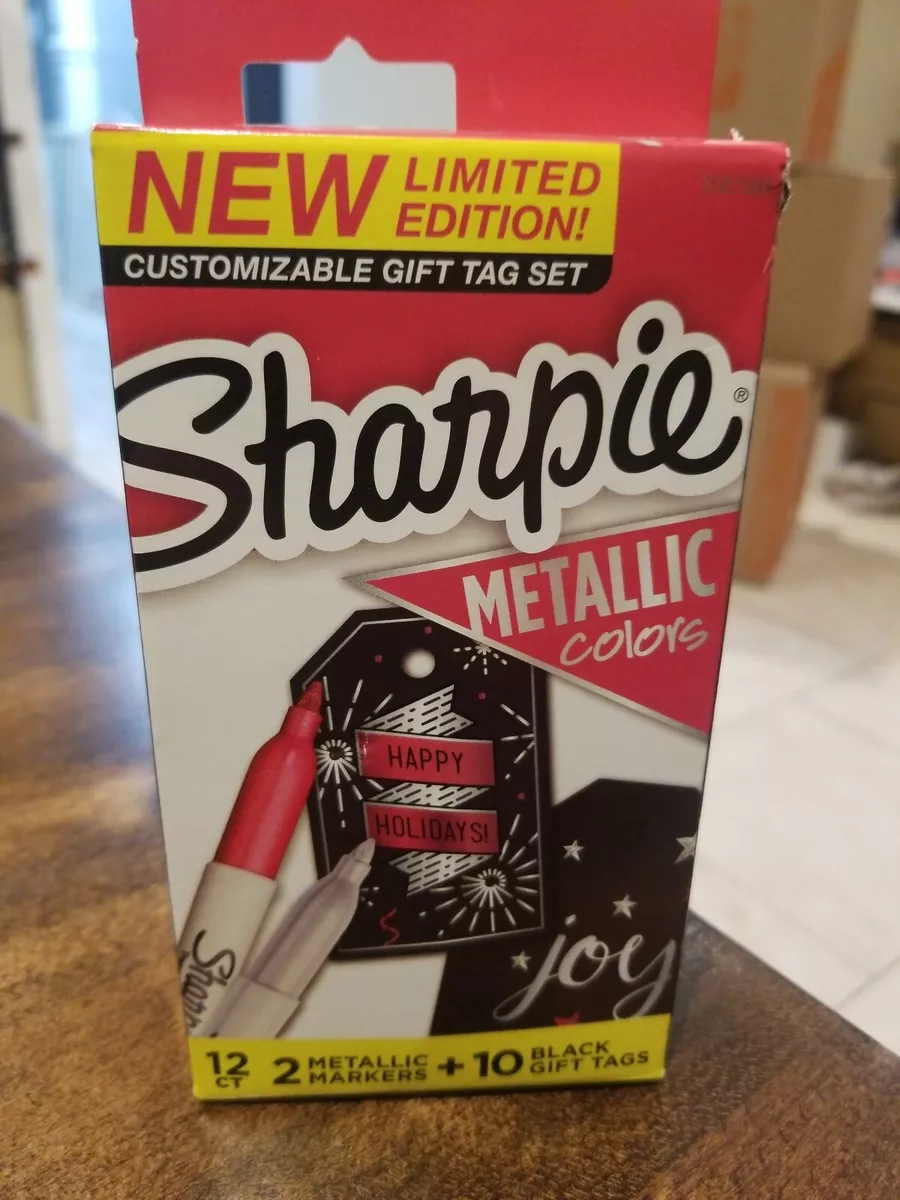 NEW LIMITED
EDITION!
CUSTOMIZABLE GIFT TAG SET
Sharpie®
METALLIC
colors
HAPPY
HOLIDAYS!
joy
Sharp
12
CT
2 METALLIC
MARKERS
+ 10 BLACK
GIFT TAGS